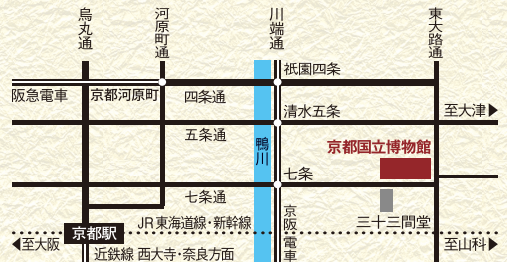 烏丸通
河原町通
川端通
東大路通
祇園四条
阪急電車
京都河原町
四条通
清水五条
至大津▶
五条通
鴨川
京都国立博物館
七条
七条通
京阪電車
三十三間堂
JR東海道線・新幹線
京都駅
◀至大阪
至山科▶
近鉄線 西大寺・奈良方面